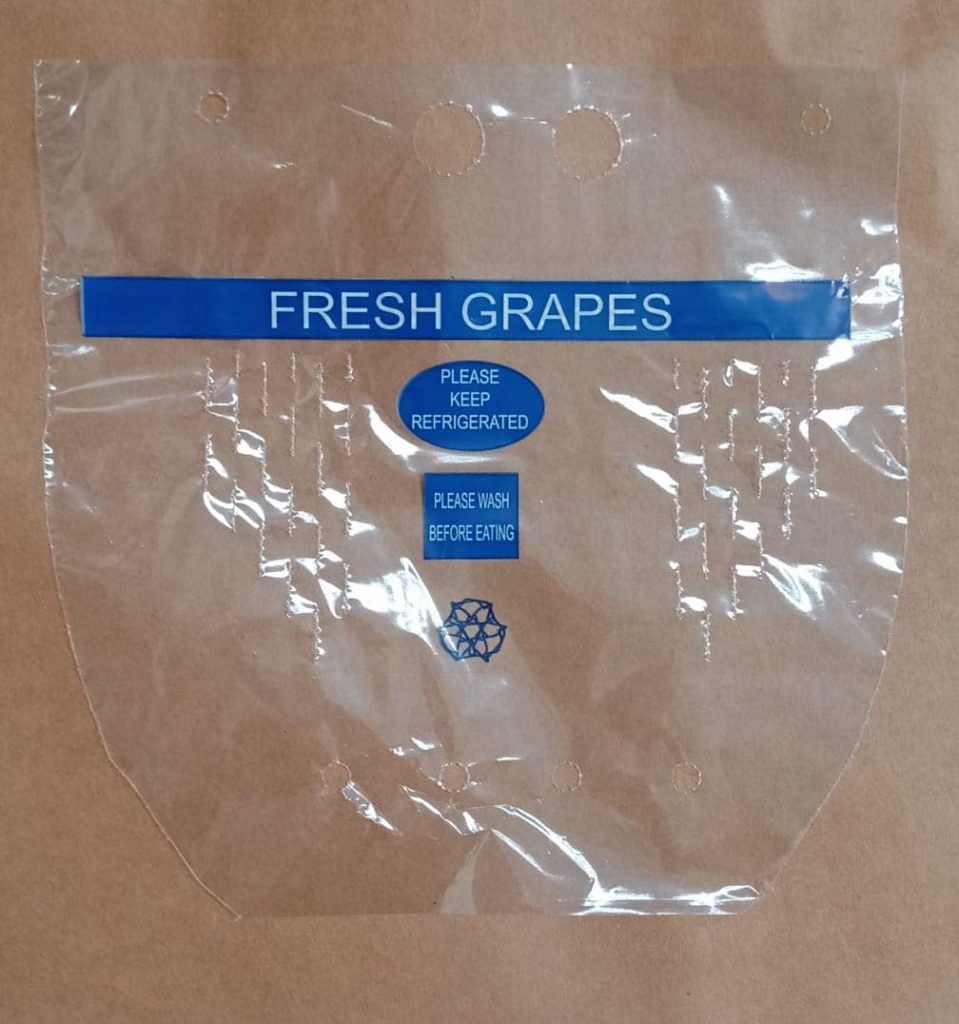 FRESH GRAPES
PLEASE
KEEP
REFRIGERATED
PLEASE WASH
BEFORE EATING